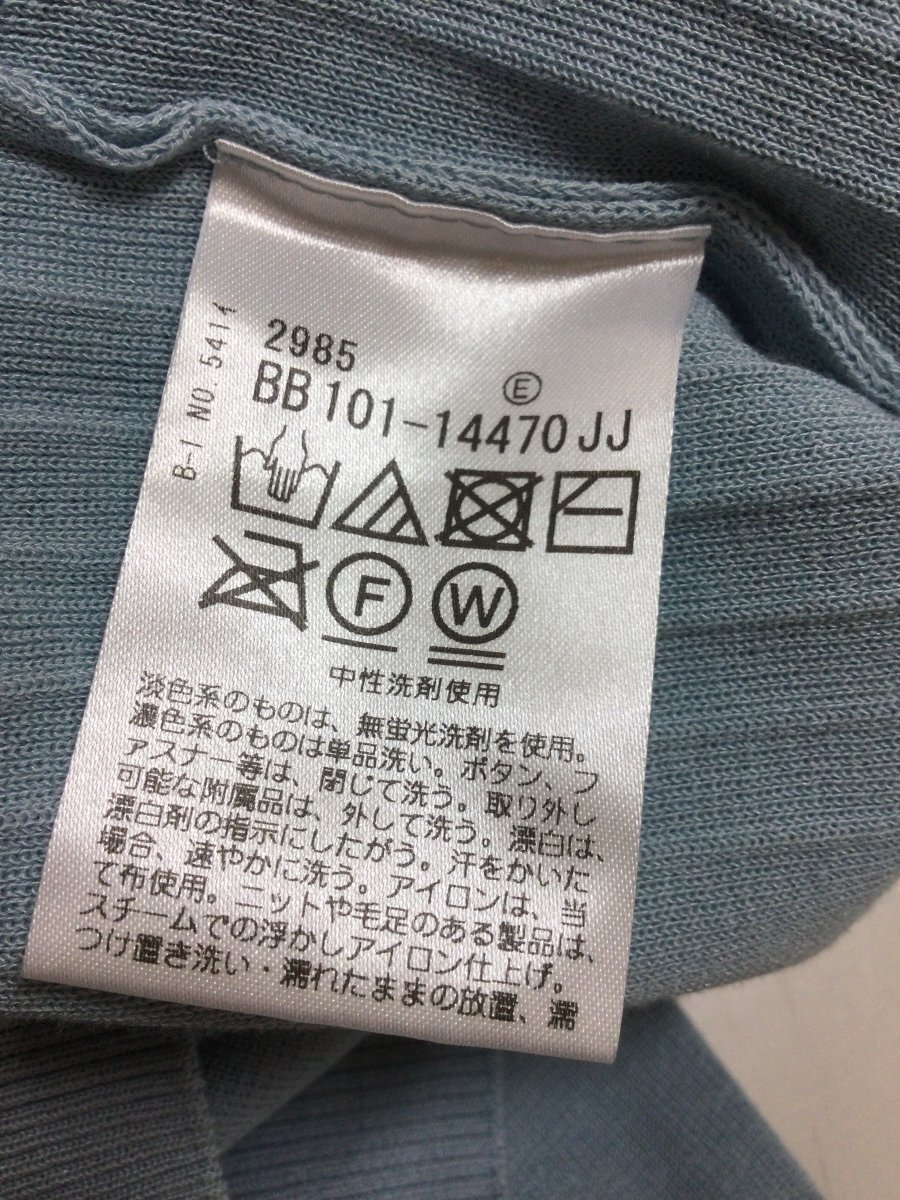 B-1 NO.5414
2985
Ⓔ
BB101-14470JJ
F
W
中性洗剤使用
淡色系のものは、無蛍光洗剤を使用。
濃色系のものは単品洗い。ボタン、フ
ァスナー等は、閉じて洗う。取り外し
可能な附属品は、外して洗う。漂白は、
漂白剤の指示にしたがう。汗をかいた
場合、速やかに洗う。アイロンは、当
て布使用。ニットや毛足のある製品は、
スチームでの浮かしアイロン仕上げ。
つけ置き洗い・濡れたままの放置、濡